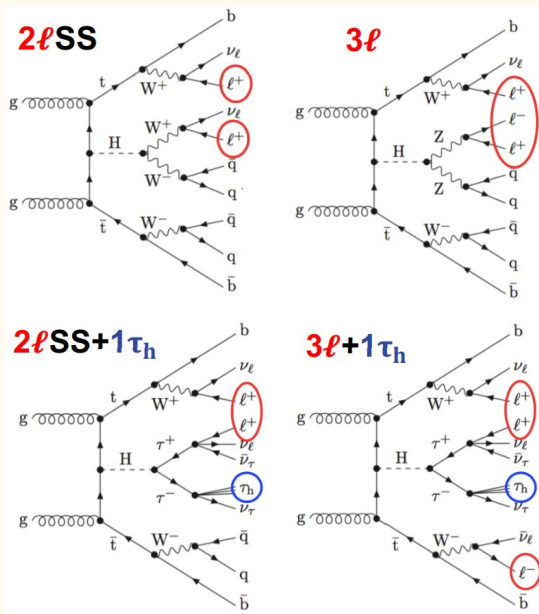 2ℓSS
b
ν_ℓ
t
W⁺
ℓ⁺
g
ν_ℓ
W⁺
ℓ⁺
H
W⁻
q̄
q
g
t̄
W⁻
q̄
q
b̄
3ℓ
b
ν_ℓ
t
W⁺
ℓ⁺
g
ℓ⁻
Z
ℓ⁺
H
Z
q̄
q
g
t̄
W⁻
q̄
q
b̄
2ℓSS+1τ_h
b
ν_ℓ
t
W⁺
ℓ⁺
g
ℓ⁺
τ⁺
ν_ℓ
ν̄_τ
H
τ⁻
τ_h
ν_τ
g
t̄
W⁻
q̄
q
b̄
3ℓ+1τ_h
b
ν_ℓ
t
W⁺
ℓ⁺
g
ℓ⁺
τ⁺
ν_ℓ
ν̄_τ
H
τ⁻
τ_h
ν_τ
g
t̄
W⁻
ν̄_ℓ
ℓ⁻
b̄